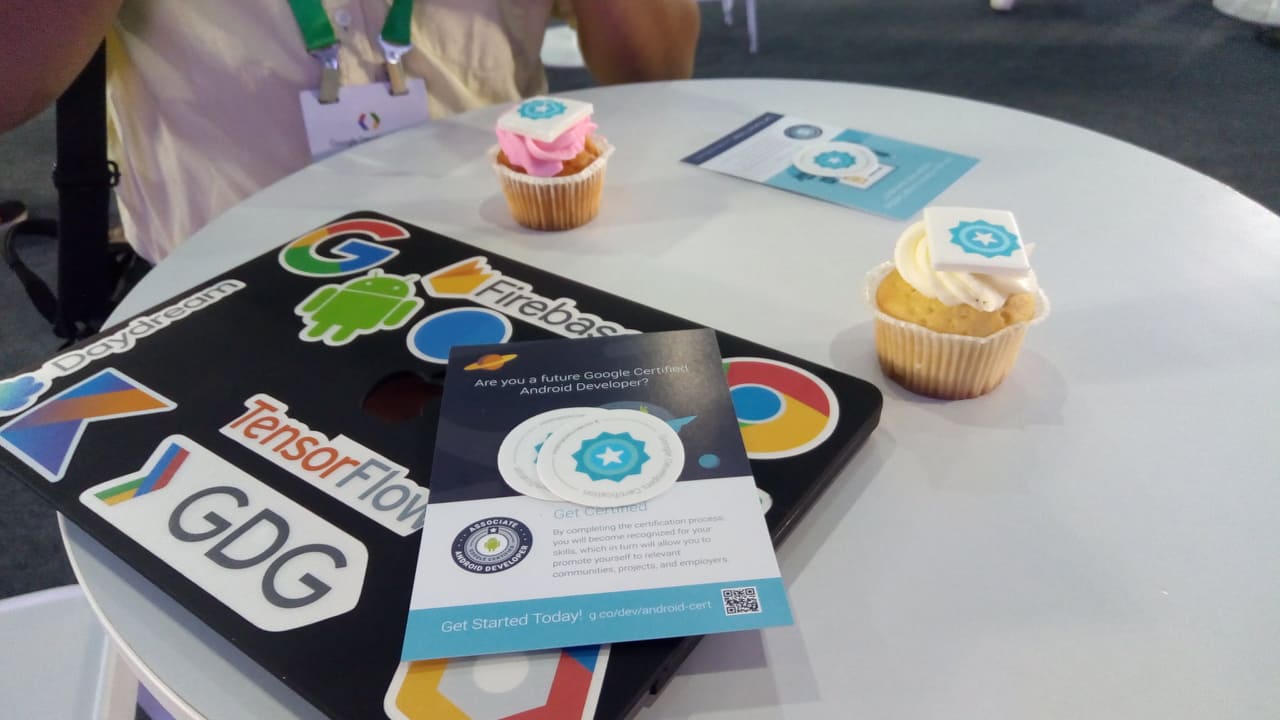 Daydream
Firebase
TensorFlow
GDG
Are you a future Google Certified
Android Developer?
Get Certified
By completing the certification process,
you will become recognized for your
skills, which in turn will allow you to
promote yourself to relevant
communities, projects, and employers.
ASSOCIATE
ANDROID DEVELOPER
Get Started Today! g.co/dev/android-cert